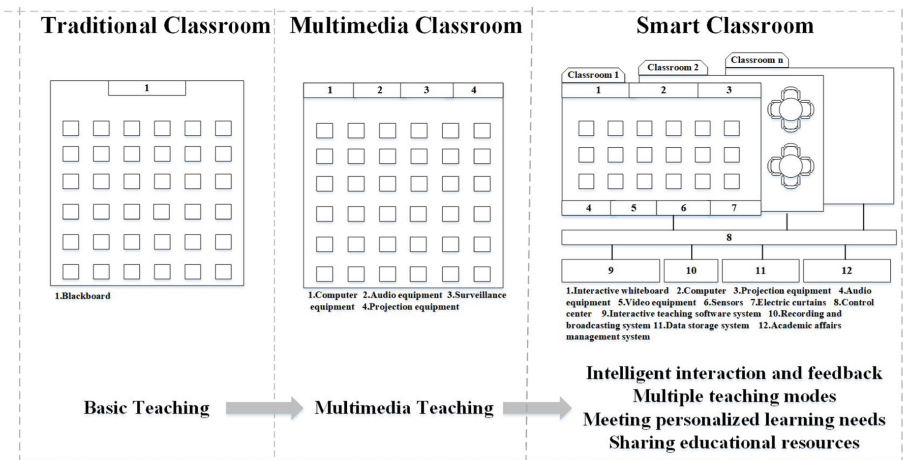 Traditional Classroom
1
1.Blackboard
Basic Teaching
Multimedia Classroom
1 2 3 4
1.Computer 2.Audio equipment 3.Surveillance
equipment 4.Projection equipment
Multimedia Teaching
Smart Classroom
Classroom 1
Classroom 2
Classroom n
1 2 3
4 5 6 7
8
9 10 11 12
1.Interactive whiteboard 2.Computer 3.Projection equipment 4.Audio
equipment 5.Video equipment 6.Sensors 7.Electric curtains 8.Control
center 9.Interactive teaching software system 10.Recording and
broadcasting system 11.Data storage system 12.Academic affairs
management system
Intelligent interaction and feedback
Multiple teaching modes
Meeting personalized learning needs
Sharing educational resources